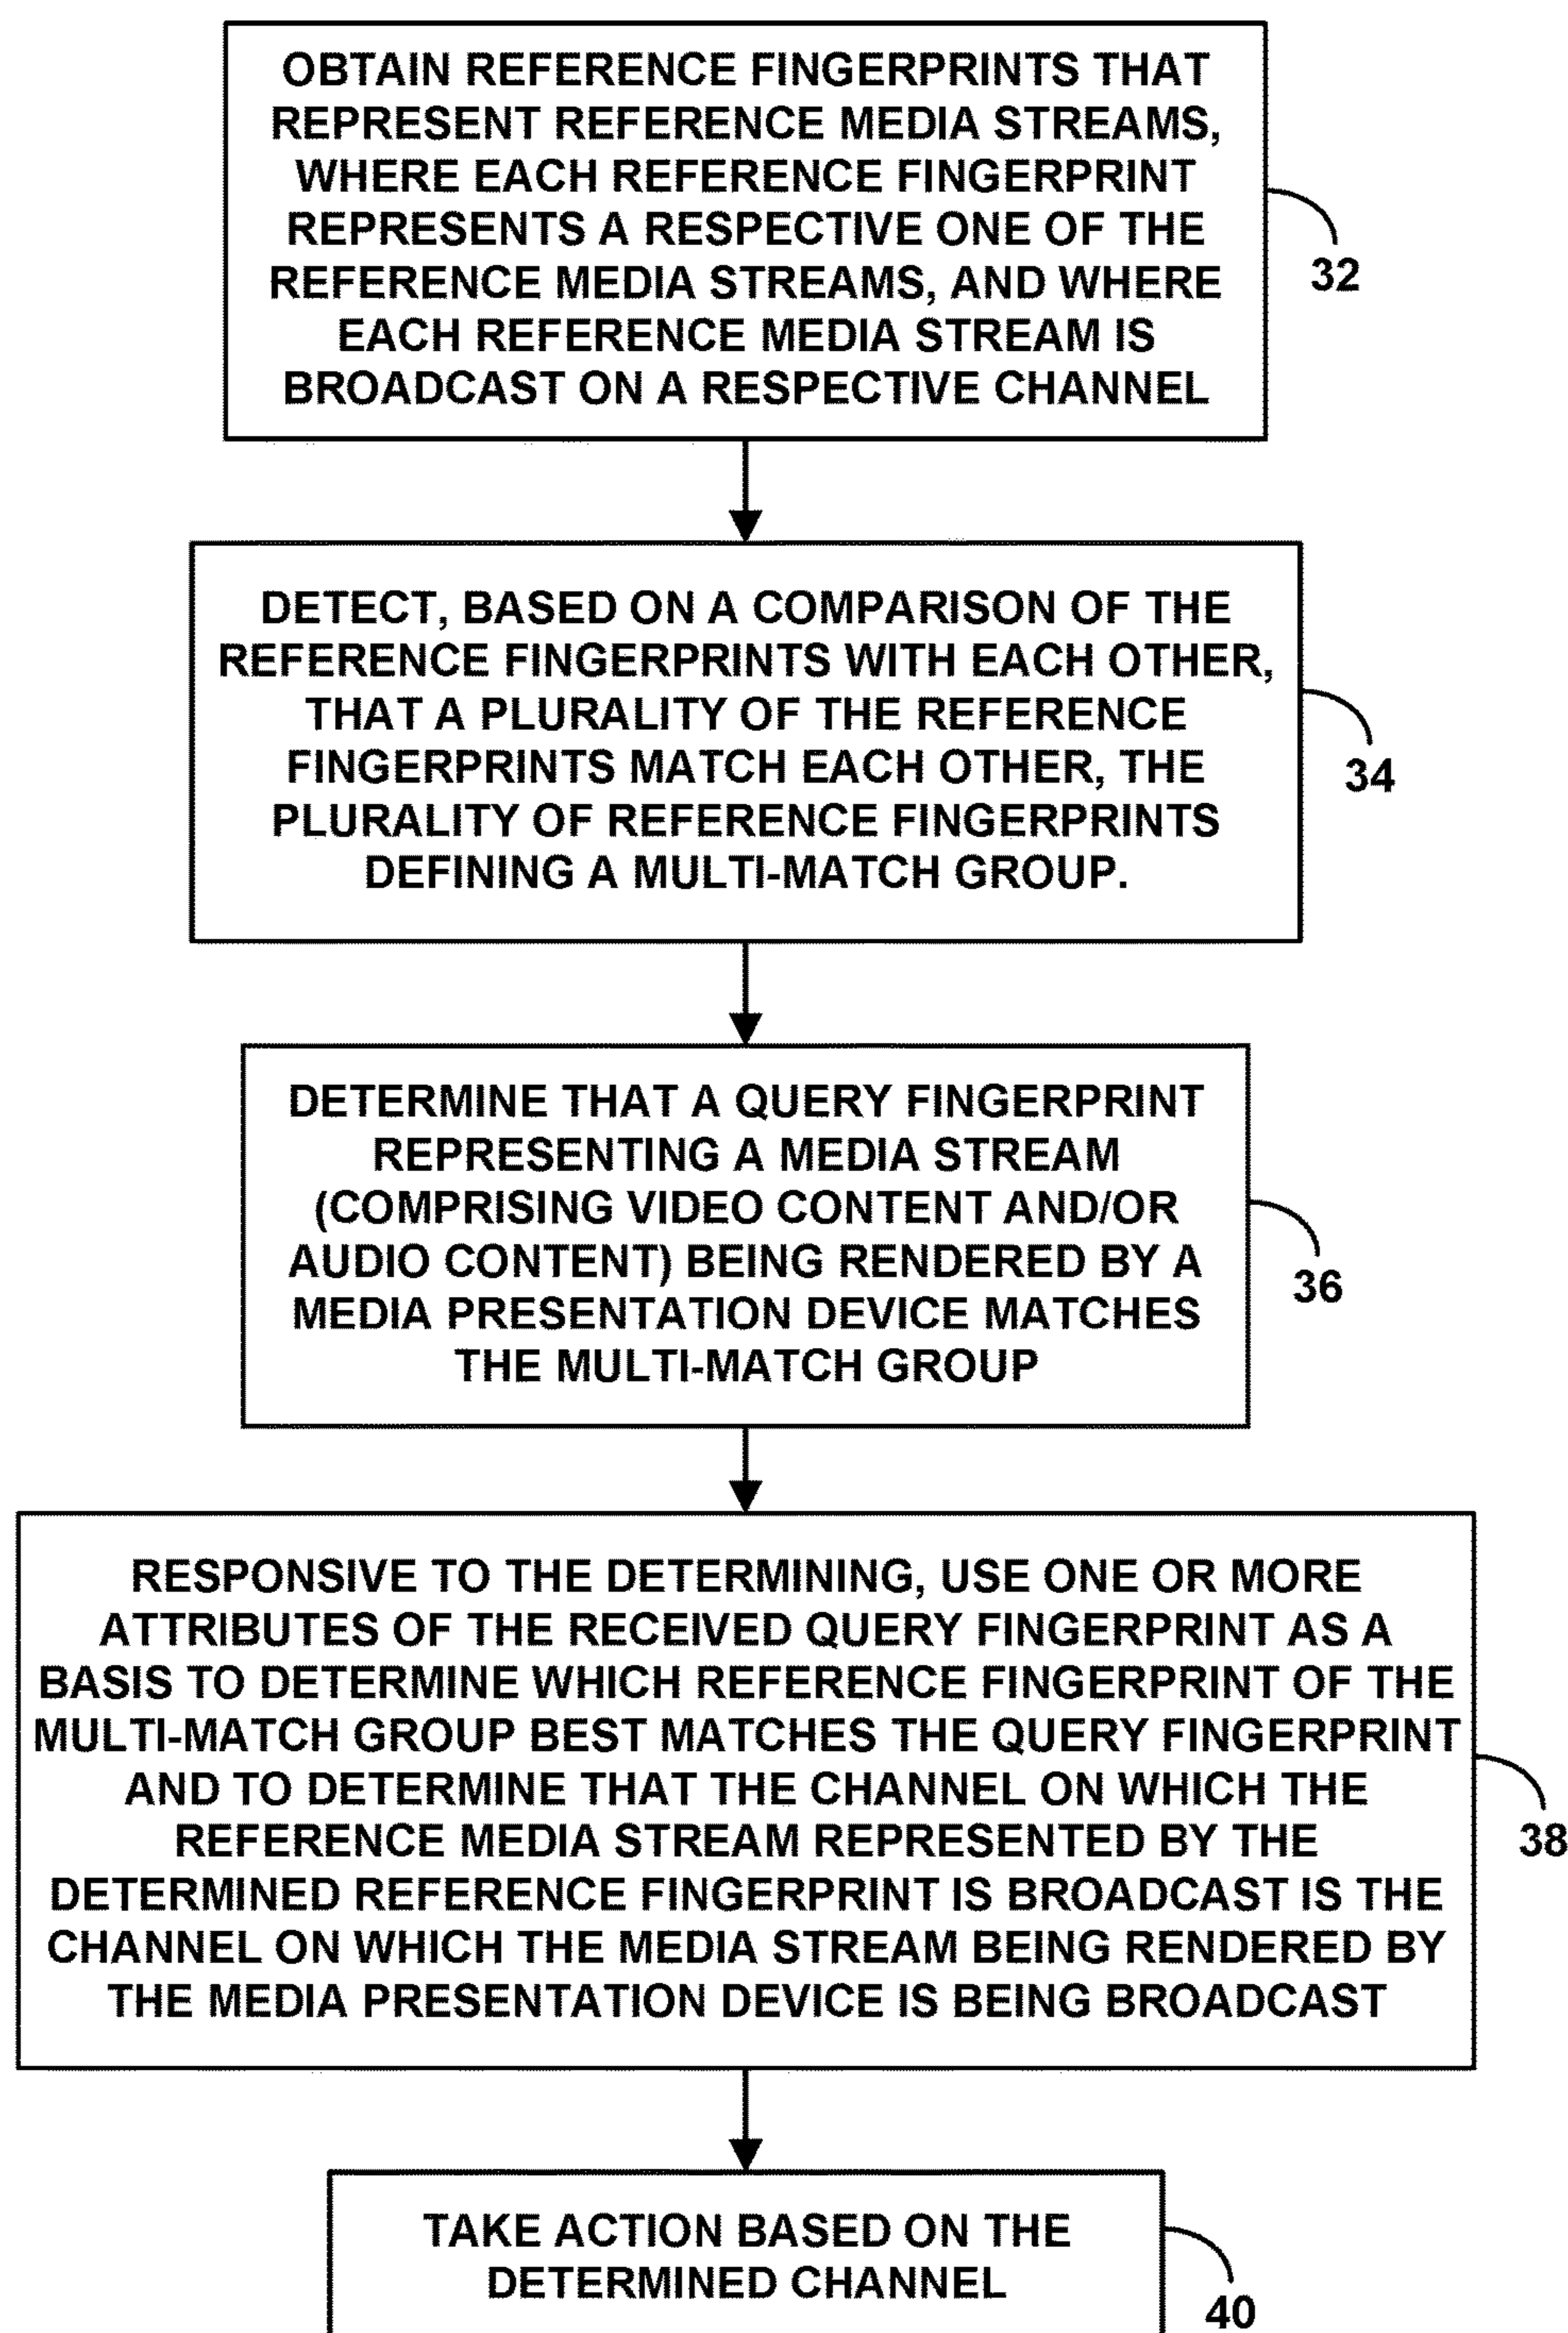 OBTAIN REFERENCE FINGERPRINTS THAT
REPRESENT REFERENCE MEDIA STREAMS,
WHERE EACH REFERENCE FINGERPRINT
REPRESENTS A RESPECTIVE ONE OF THE
REFERENCE MEDIA STREAMS, AND WHERE
EACH REFERENCE MEDIA STREAM IS
BROADCAST ON A RESPECTIVE CHANNEL
32
DETECT, BASED ON A COMPARISON OF THE
REFERENCE FINGERPRINTS WITH EACH OTHER,
THAT A PLURALITY OF THE REFERENCE
FINGERPRINTS MATCH EACH OTHER, THE
PLURALITY OF REFERENCE FINGERPRINTS
DEFINING A MULTI-MATCH GROUP.
34
DETERMINE THAT A QUERY FINGERPRINT
REPRESENTING A MEDIA STREAM
(COMPRISING VIDEO CONTENT AND/OR
AUDIO CONTENT) BEING RENDERED BY A
MEDIA PRESENTATION DEVICE MATCHES
THE MULTI-MATCH GROUP
36
RESPONSIVE TO THE DETERMINING, USE ONE OR MORE
ATTRIBUTES OF THE RECEIVED QUERY FINGERPRINT AS A
BASIS TO DETERMINE WHICH REFERENCE FINGERPRINT OF THE
MULTI-MATCH GROUP BEST MATCHES THE QUERY FINGERPRINT
AND TO DETERMINE THAT THE CHANNEL ON WHICH THE
REFERENCE MEDIA STREAM REPRESENTED BY THE
DETERMINED REFERENCE FINGERPRINT IS BROADCAST IS THE
CHANNEL ON WHICH THE MEDIA STREAM BEING RENDERED BY
THE MEDIA PRESENTATION DEVICE IS BEING BROADCAST
38
TAKE ACTION BASED ON THE
DETERMINED CHANNEL
40